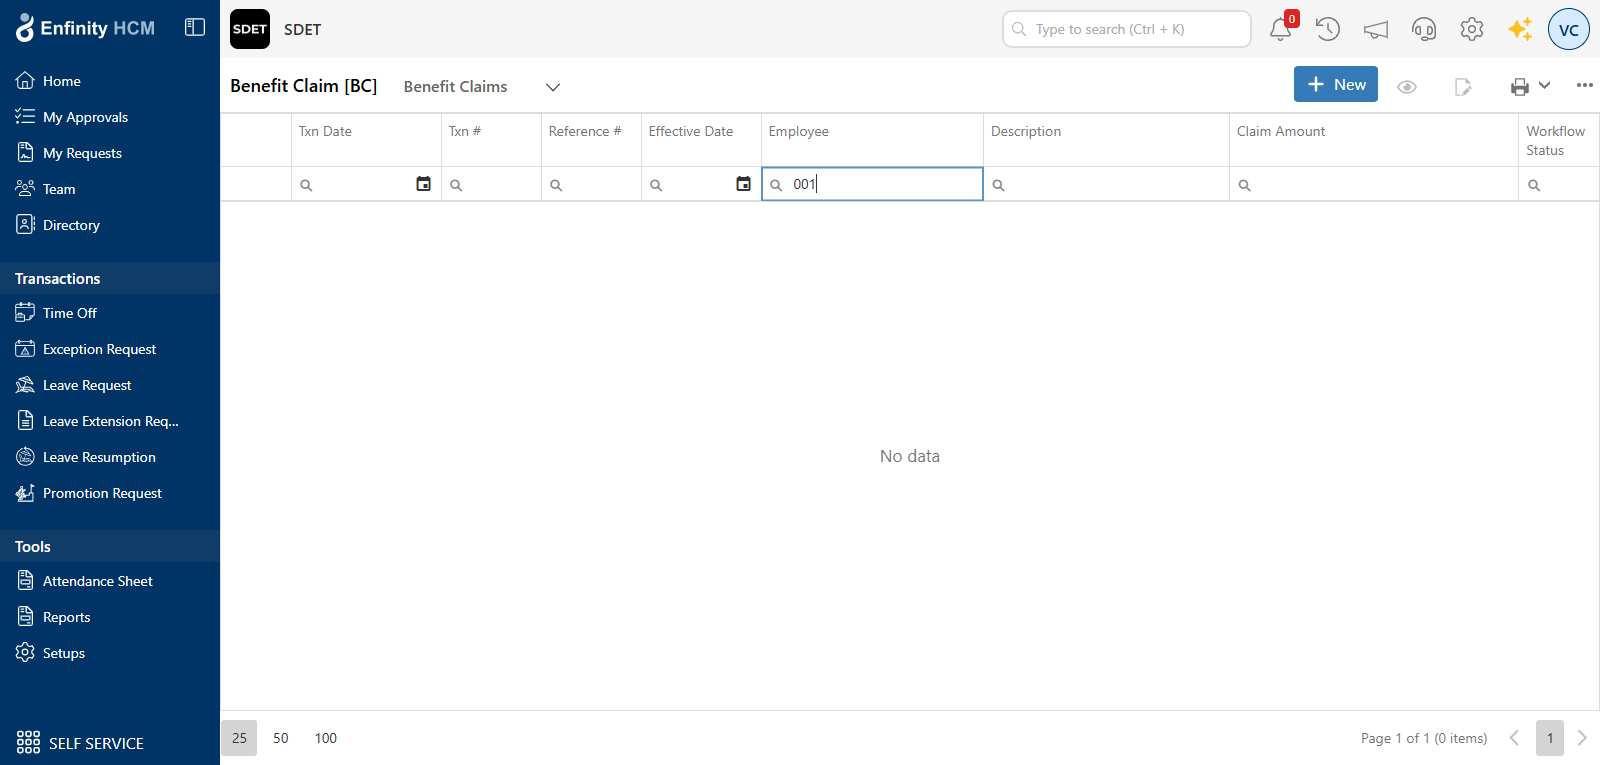 Enfinity HCM
SDET SDET
Type to search (Ctrl + K)
0
VC
Home
My Approvals
My Requests
Team
Directory
Transactions
Time Off
Exception Request
Leave Request
Leave Extension Req...
Leave Resumption
Promotion Request
Tools
Attendance Sheet
Reports
Setups
SELF SERVICE
Benefit Claim [BC] Benefit Claims
New
Txn Date Txn # Reference # Effective Date Employee Description Claim Amount Workflow
Status
001
No data
25 50 100
Page 1 of 1 (0 items) 1